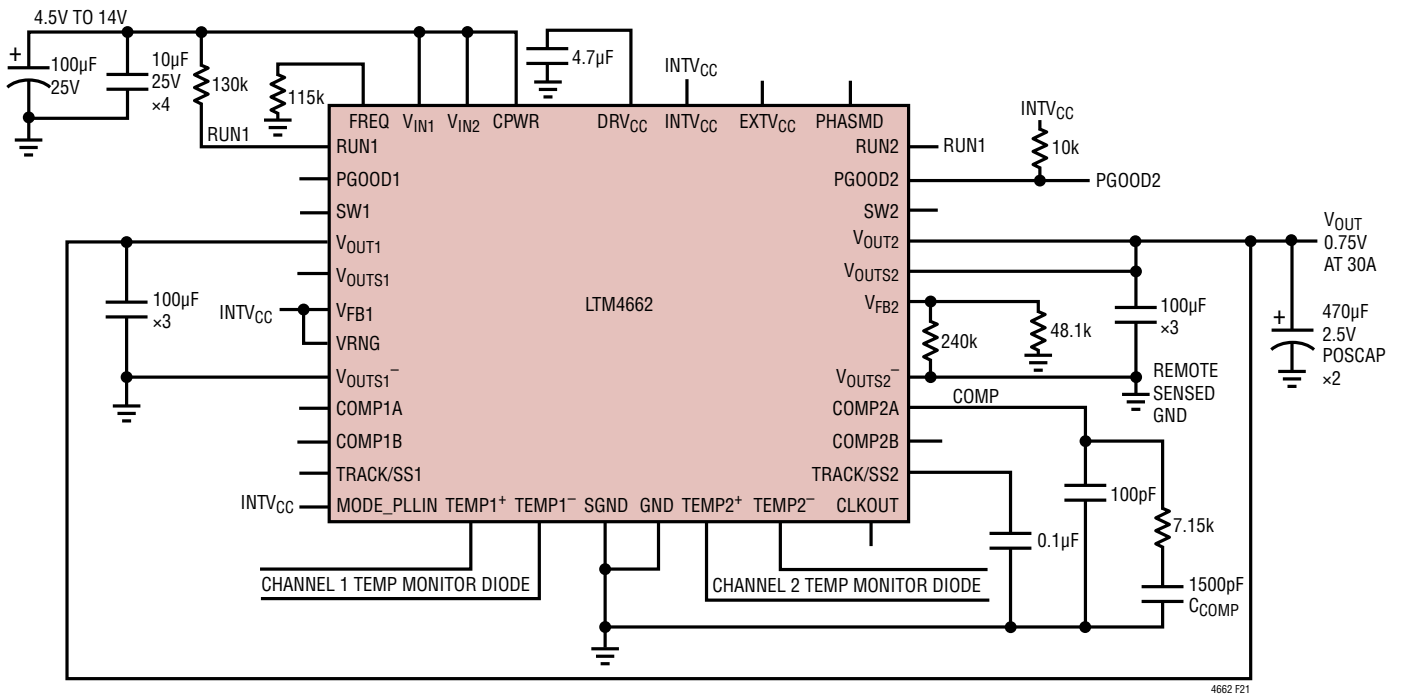 4.5V TO 14V
100µF
25V
10µF
25V
×4
130k
115k
4.7µF
INTVCC
INTVCC
10k
RUN1
FREQ
VIN1
VIN2
CPWR
DRVCC
INTVCC
EXTVCC
PHASMD
RUN1
RUN2
RUN1
PGOOD1
PGOOD2
PGOOD2
SW1
SW2
VOUT1
VOUT2
VOUT
0.75V
AT 30A
VOUTS1
VOUTS2
100µF
×3
INTVCC
VFB1
LTM4662
VFB2
VRNG
240k
48.1k
100µF
×3
470µF
2.5V
POSCAP
×2
VOUTS1–
VOUTS2–
REMOTE
SENSED
GND
COMP1A
COMP2A
COMP
COMP1B
COMP2B
TRACK/SS1
TRACK/SS2
INTVCC
MODE_PLLIN
TEMP1+
TEMP1–
SGND
GND
TEMP2+
TEMP2–
CLKOUT
100pF
7.15k
0.1µF
1500pF
CCOMP
CHANNEL 1 TEMP MONITOR DIODE
CHANNEL 2 TEMP MONITOR DIODE
4662 F21
+
+